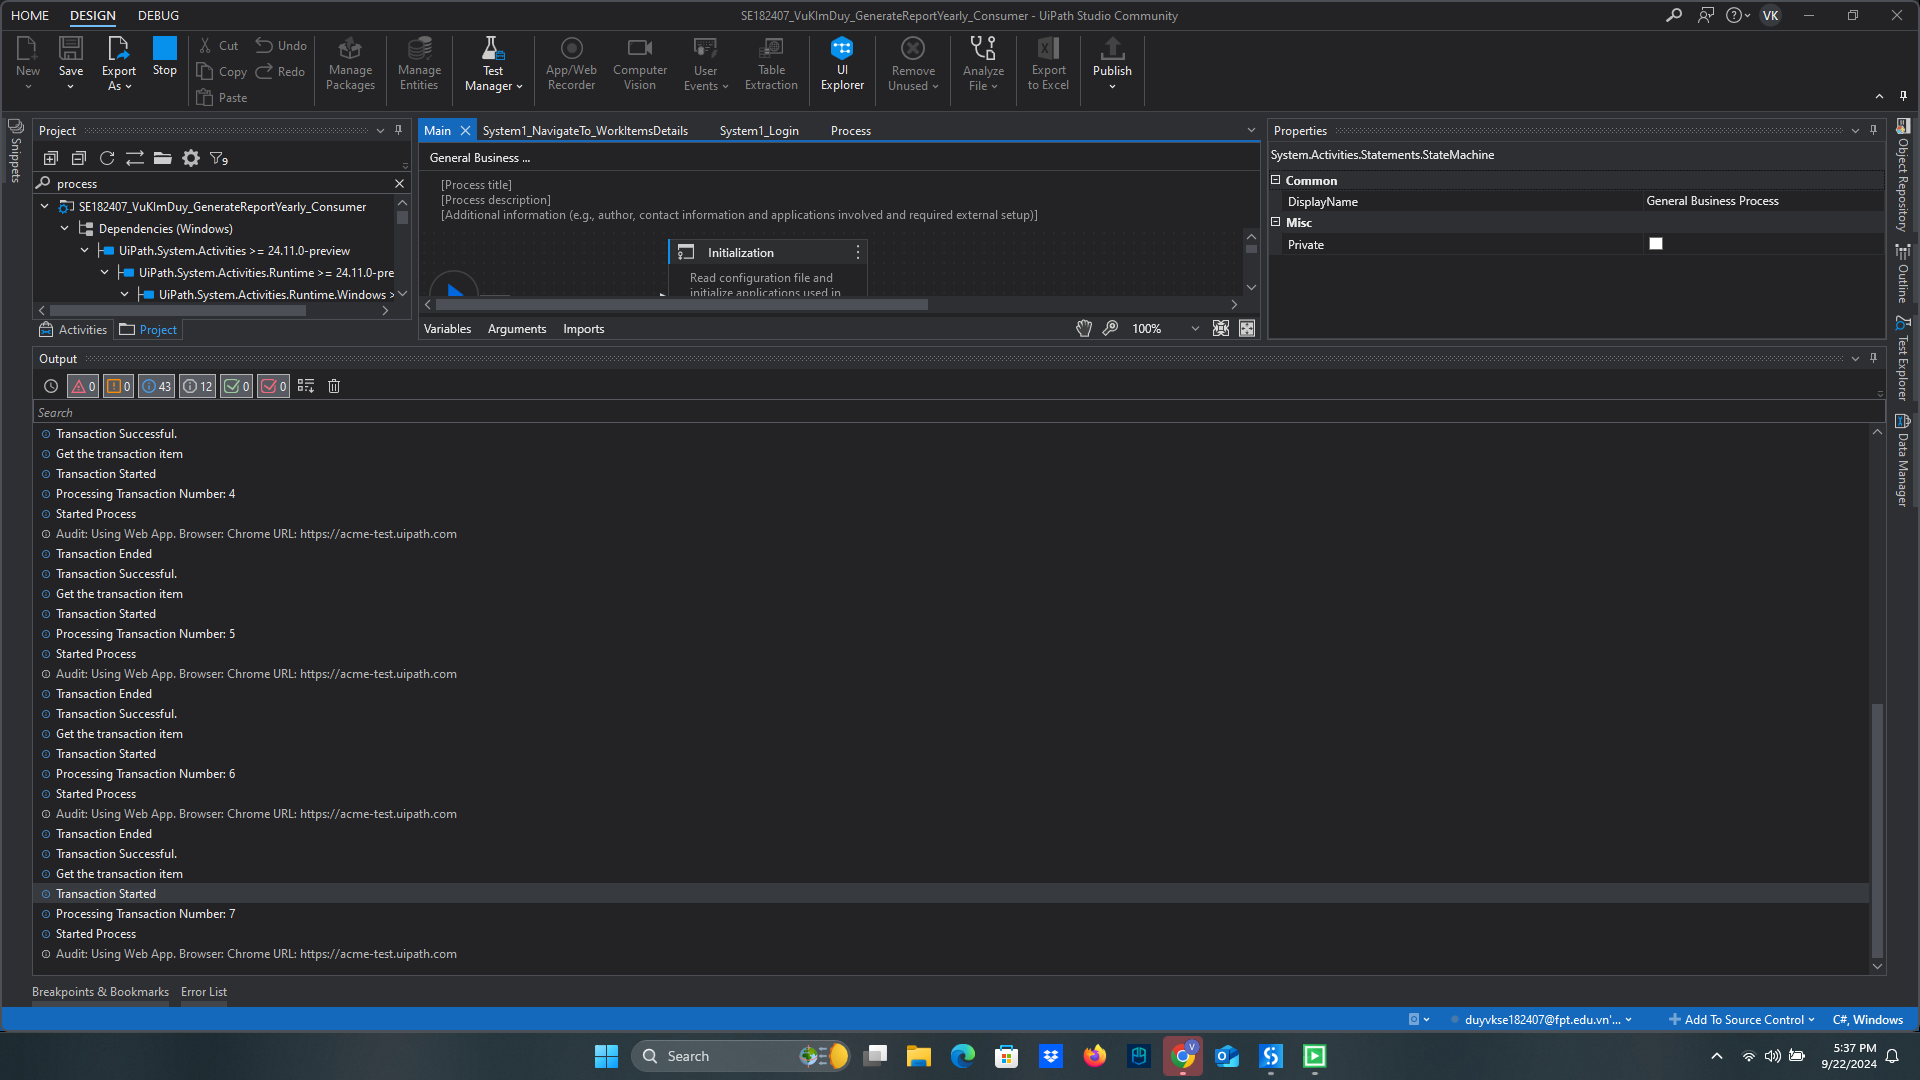 HOME DESIGN DEBUG
SE182407_VuKImDuy_GenerateReportYearly_Consumer - UiPath Studio Community
VK
New
Save
Export As
Stop
Cut
Copy
Paste
Undo
Redo
Manage Packages
Manage Entities
Test Manager
App/Web Recorder
Computer Vision
User Events
Table Extraction
UI Explorer
Remove Unused
Analyze File
Export to Excel
Publish
Snippets
Project
9
process
SE182407_VuKImDuy_GenerateReportYearly_Consumer
Dependencies (Windows)
UiPath.System.Activities >= 24.11.0-preview
UiPath.System.Activities.Runtime >= 24.11.0-pre
UiPath.System.Activities.Runtime.Windows >
Activities Project
Main System1_NavigateTo_WorkItemsDetails System1_Login Process
General Business ...
[Process title]
[Process description]
[Additional information (e.g., author, contact information and applications involved and required external setup)]
Initialization
Read configuration file and
initialize applications used in
Variables Arguments Imports 100%
Properties
System.Activities.Statements.StateMachine
Common
DisplayName General Business Process
Misc
Private
Object Repository
Outline
Test Explorer
Data Manager
Output
0 0 43 12 0 0
Search
Transaction Successful.
Get the transaction item
Transaction Started
Processing Transaction Number: 4
Started Process
Audit: Using Web App. Browser: Chrome URL: https://acme-test.uipath.com
Transaction Ended
Transaction Successful.
Get the transaction item
Transaction Started
Processing Transaction Number: 5
Started Process
Audit: Using Web App. Browser: Chrome URL: https://acme-test.uipath.com
Transaction Ended
Transaction Successful.
Get the transaction item
Transaction Started
Processing Transaction Number: 6
Started Process
Audit: Using Web App. Browser: Chrome URL: https://acme-test.uipath.com
Transaction Ended
Transaction Successful.
Get the transaction item
Transaction Started
Processing Transaction Number: 7
Started Process
Audit: Using Web App. Browser: Chrome URL: https://acme-test.uipath.com
Breakpoints & Bookmarks Error List
duyvkse182407@fpt.edu.vn'... Add To Source Control C#, Windows
Search
V
5:37 PM
9/22/2024